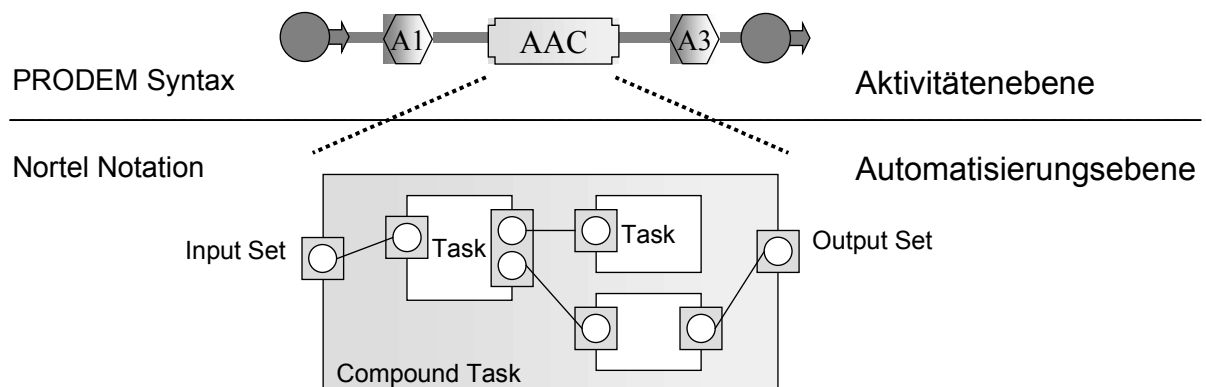 A1 AAC A3
PRODEM Syntax Aktivitätenebene
Nortel Notation Automatisierungsebene
Input Set Task Task Output Set
Compound Task